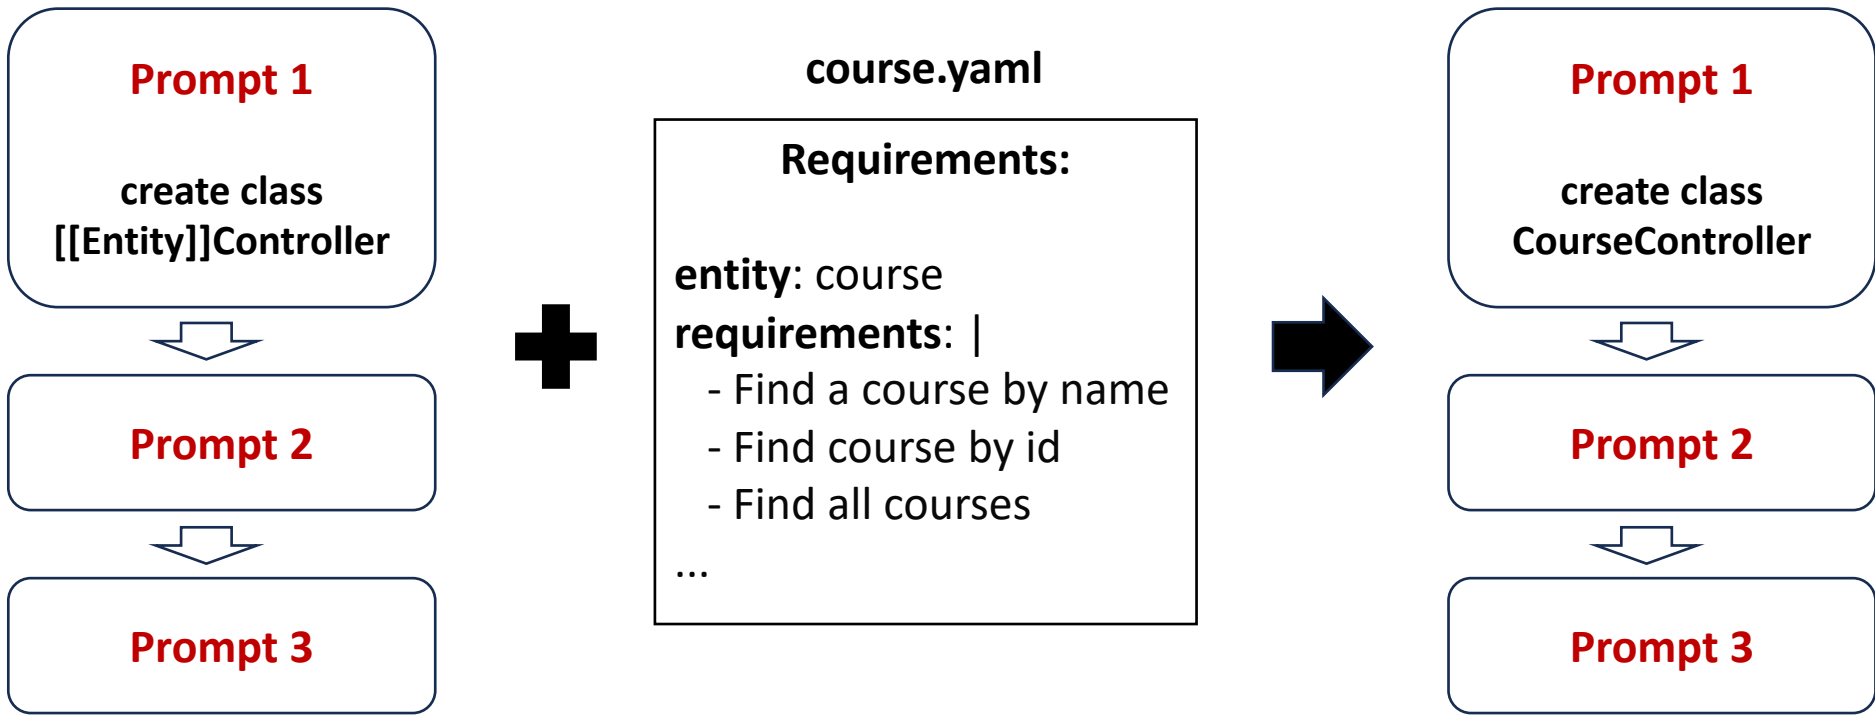 Prompt 1
create class
[[Entity]]Controller
Prompt 2
Prompt 3
course.yaml
Requirements:
entity: course
requirements: |
- Find a course by name
- Find course by id
- Find all courses
...
Prompt 1
create class
CourseController
Prompt 2
Prompt 3